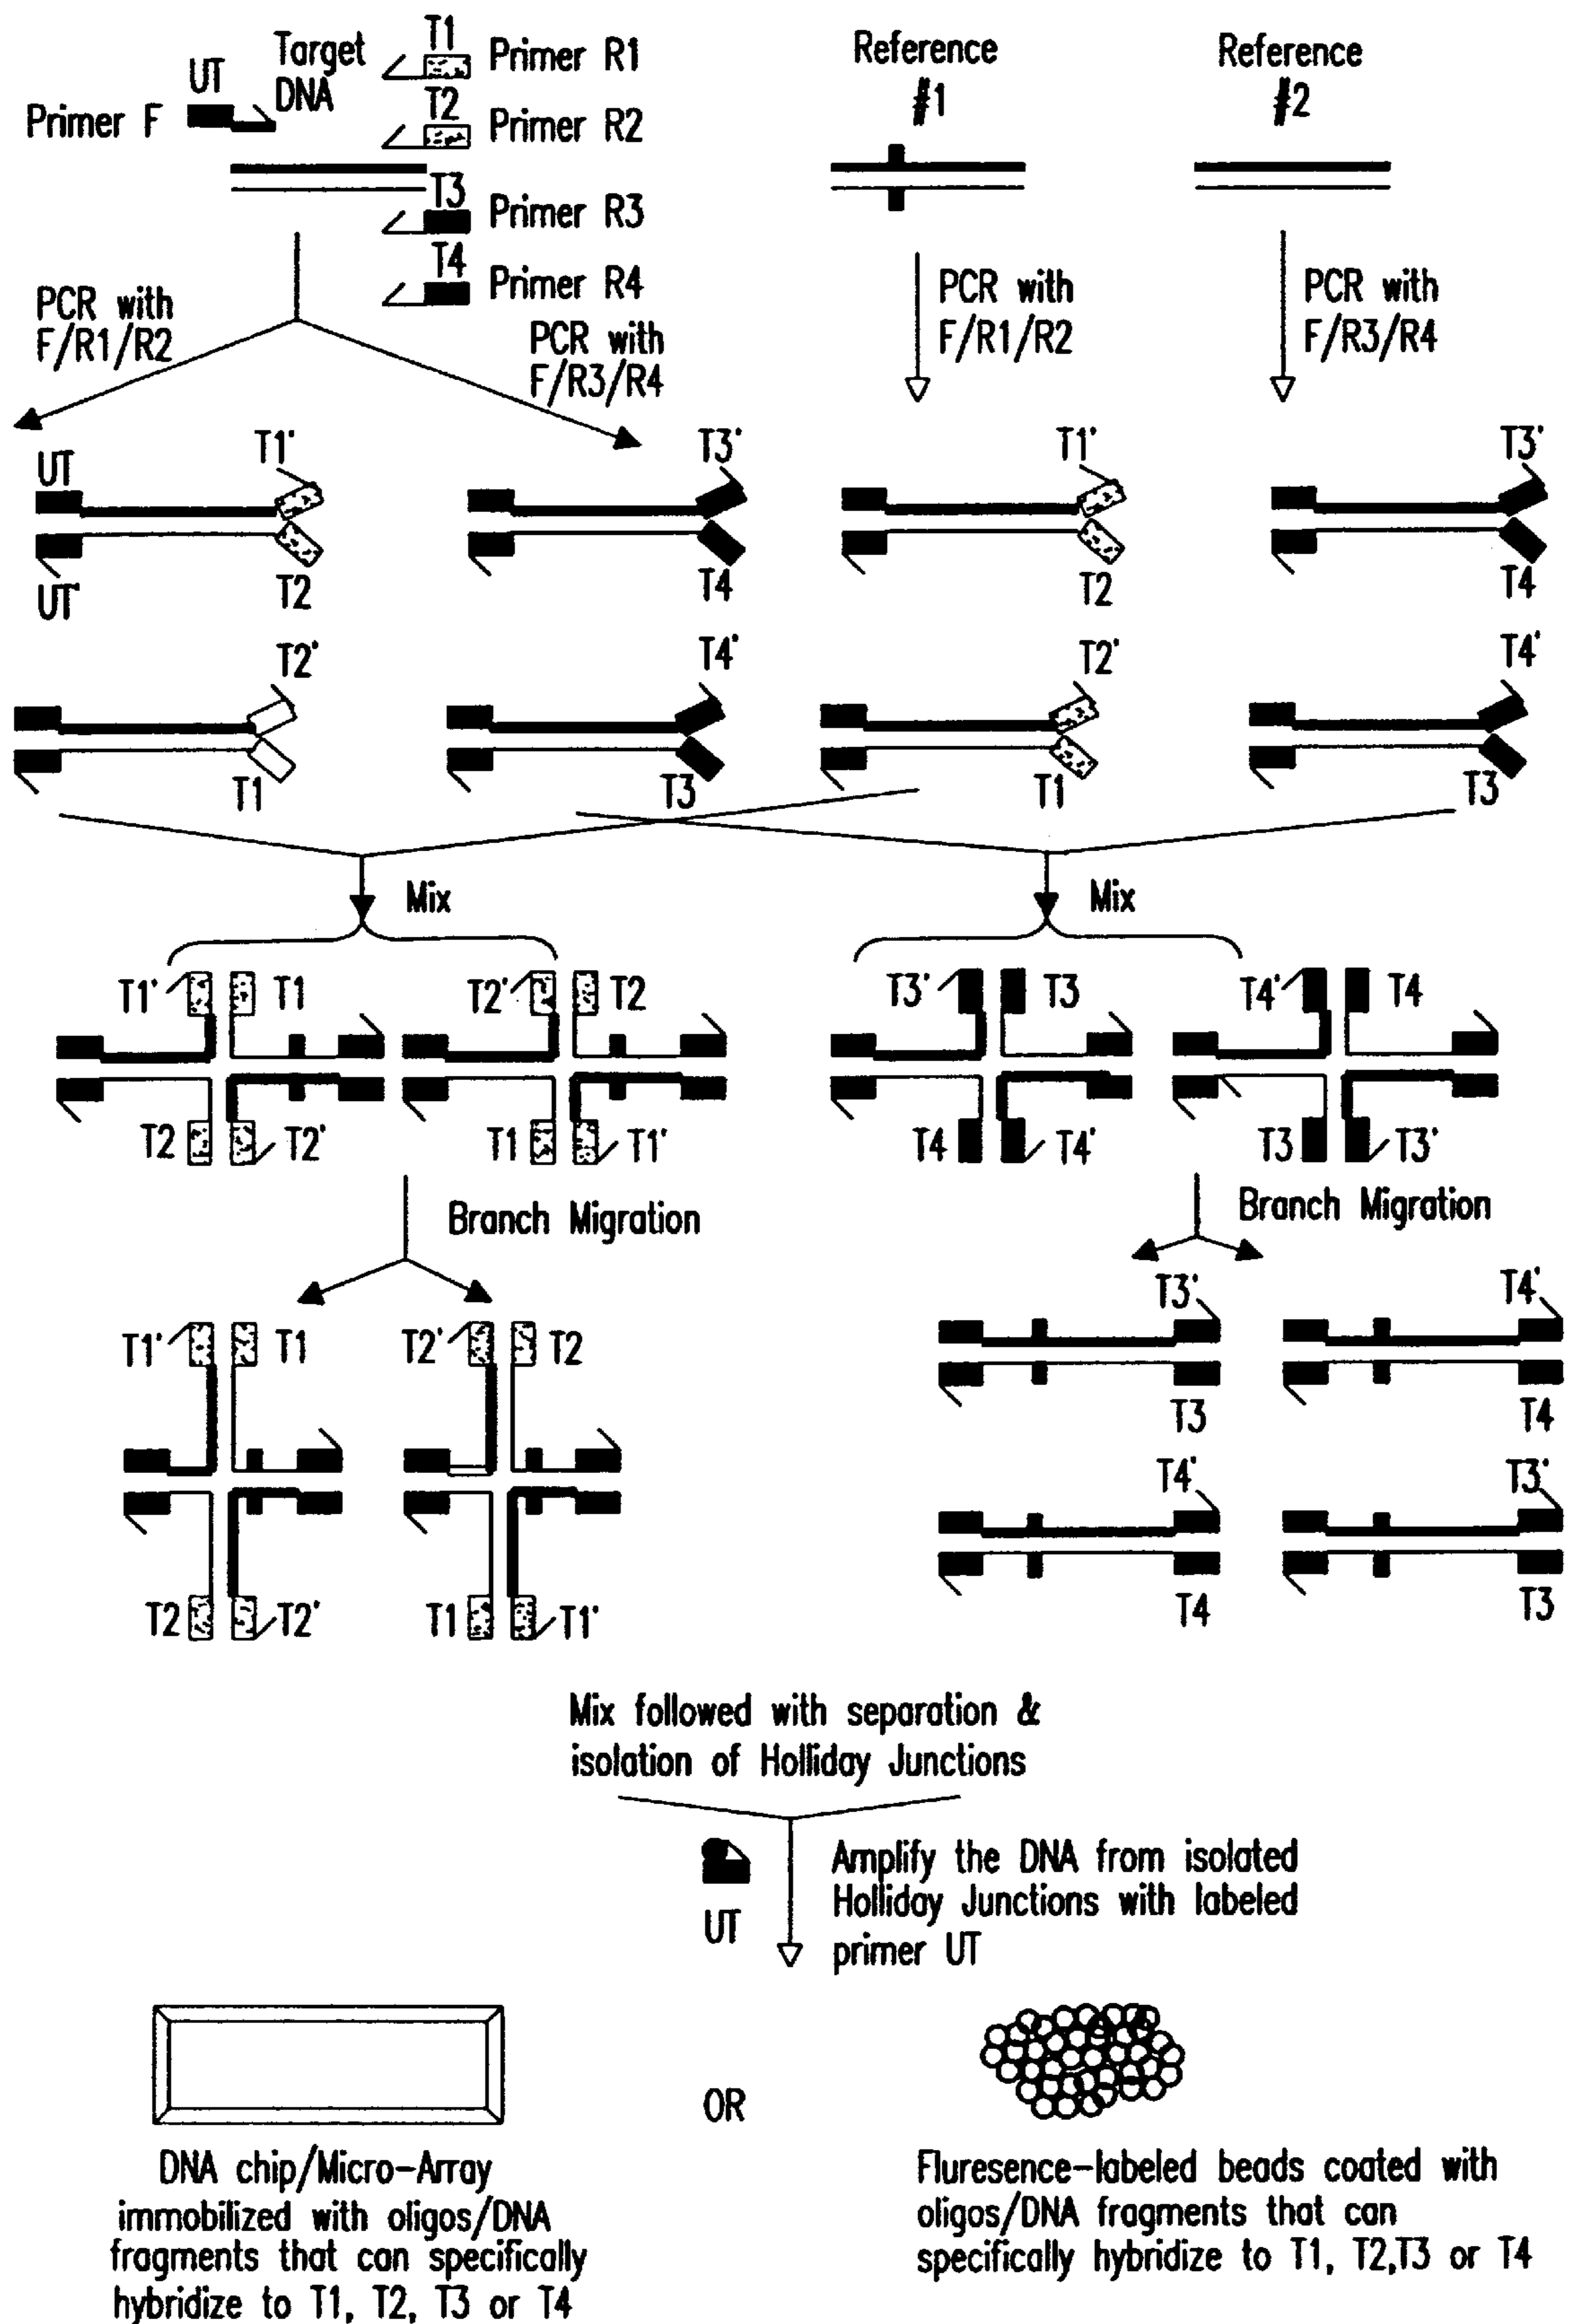 T1
Target
DNA
UT
Primer F
Primer R1
T2
Primer R2
T3
Primer R3
T4
Primer R4
Reference
#1
Reference
#2
PCR with
F/R1/R2
PCR with
F/R3/R4
PCR with
F/R1/R2
PCR with
F/R3/R4
UT
T1'
T3'
T1'
T3'
UT'
T2
T4
T2
T4
T2'
T4'
T2'
T4'
T1
T3
T1
T3
Mix
Mix
T1' T1 T2' T2
T3' T3 T4' T4
T2 T2' T1 T1'
T4 T4' T3 T3'
Branch Migration
Branch Migration
T1' T1 T2' T2
T2 T2' T1 T1'
T3' T4'
T3 T4
T4' T3'
T4 T3
Mix followed with separation &
isolation of Holliday Junctions
UT
Amplify the DNA from isolated
Holliday Junctions with labeled
primer UT
OR
DNA chip/Micro-Array
immobilized with oligos/DNA
fragments that can specifically
hybridize to T1, T2, T3 or T4
Fluresence-labeled beads coated with
oligos/DNA fragments that can
specifically hybridize to T1, T2,T3 or T4